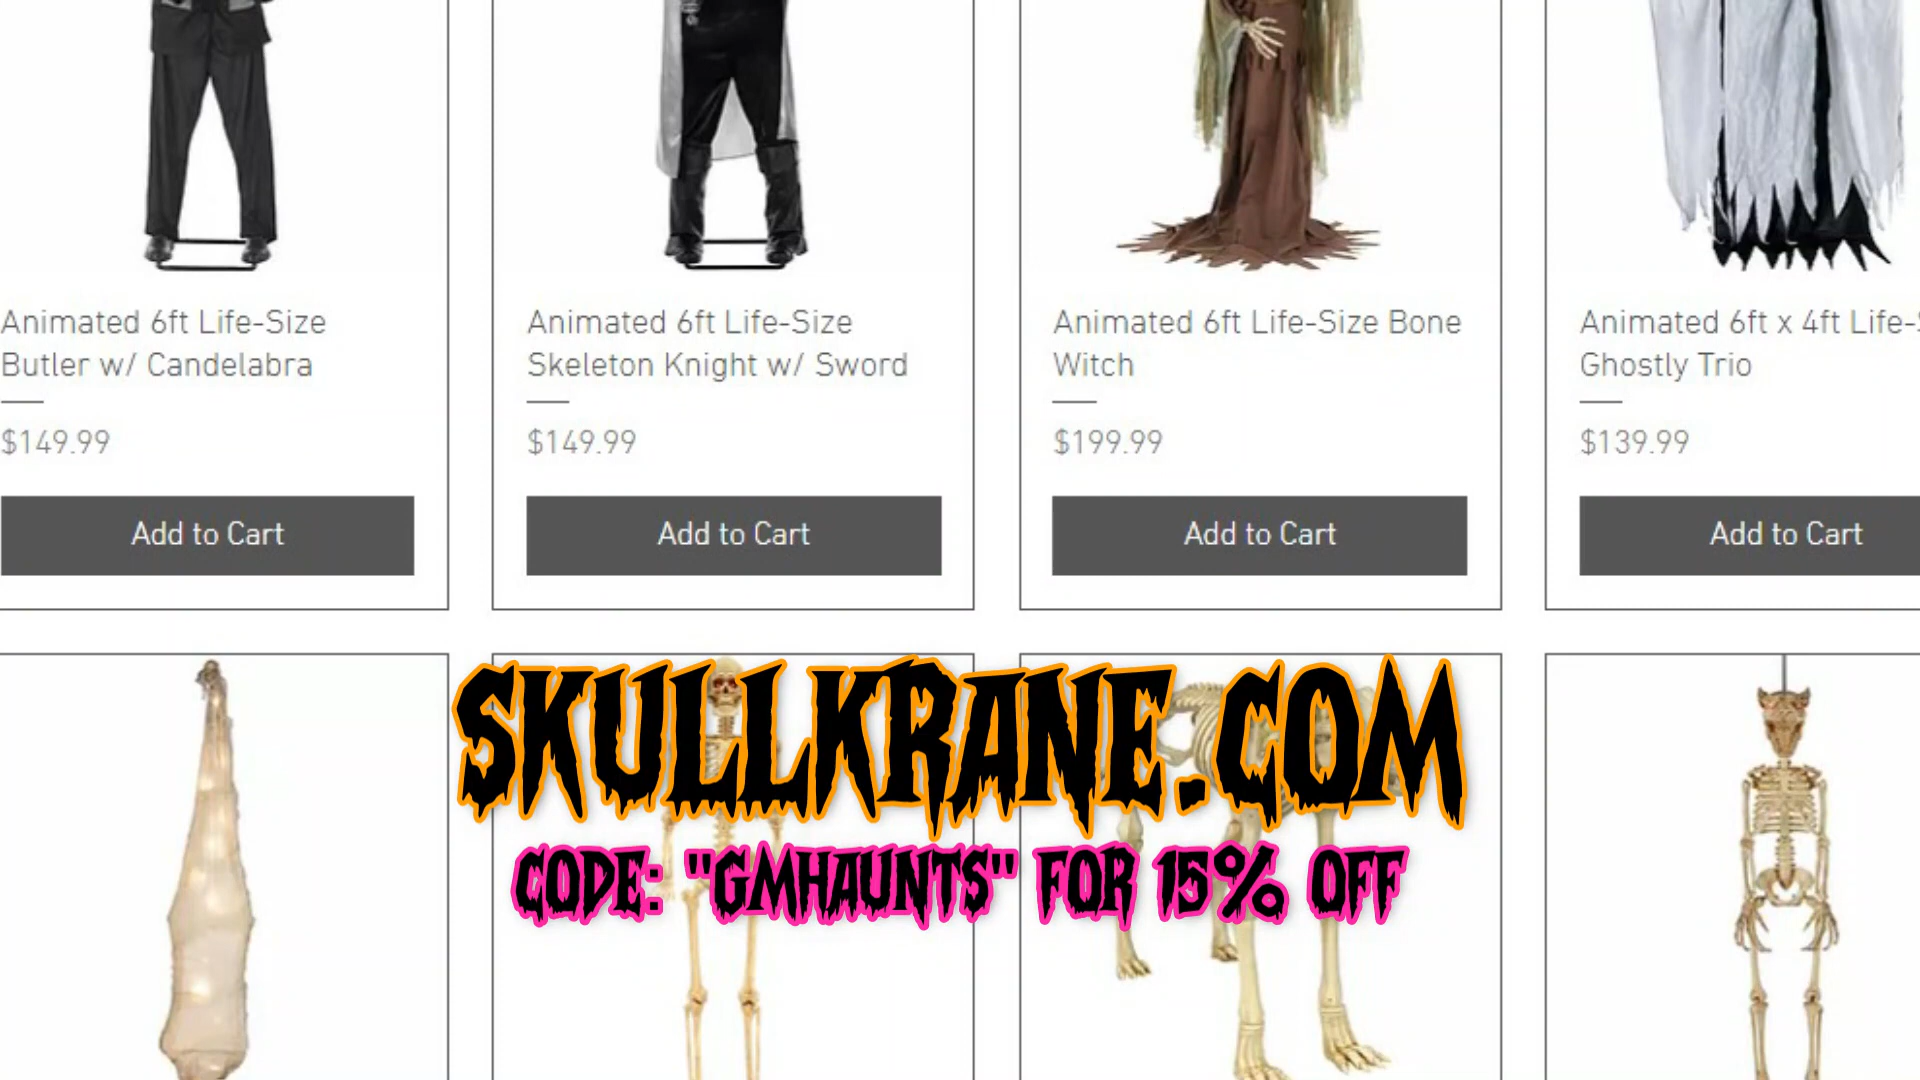 Animated 6ft Life-Size
Butler w/ Candelabra
$149.99
Add to Cart
Animated 6ft Life-Size
Skeleton Knight w/ Sword
$149.99
Add to Cart
Animated 6ft Life-Size Bone
Witch
$199.99
Add to Cart
Animated 6ft x 4ft Life-
Ghostly Trio
$139.99
Add to Cart
SKULLKRANE.COM
CODE: "GMHAUNTS" FOR 15% OFF